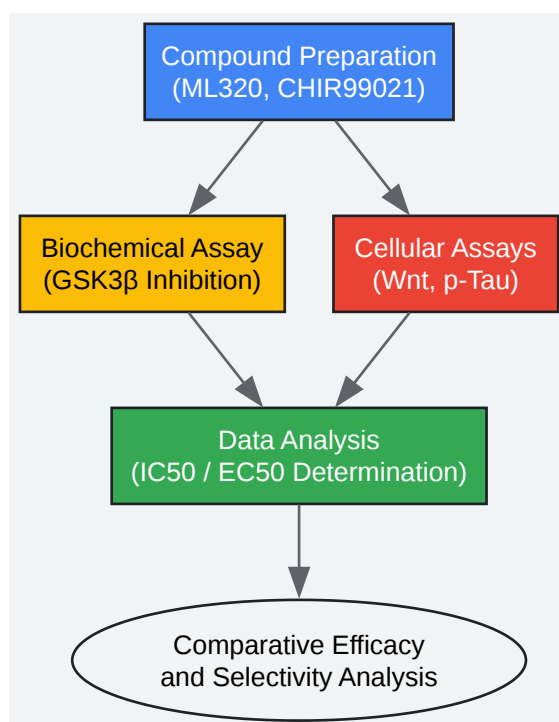 Compound Preparation
(ML320, CHIR99021)
Biochemical Assay
(GSK3β Inhibition)
Cellular Assays
(Wnt, p-Tau)
Data Analysis
(IC50 / EC50 Determination)
Comparative Efficacy
and Selectivity Analysis